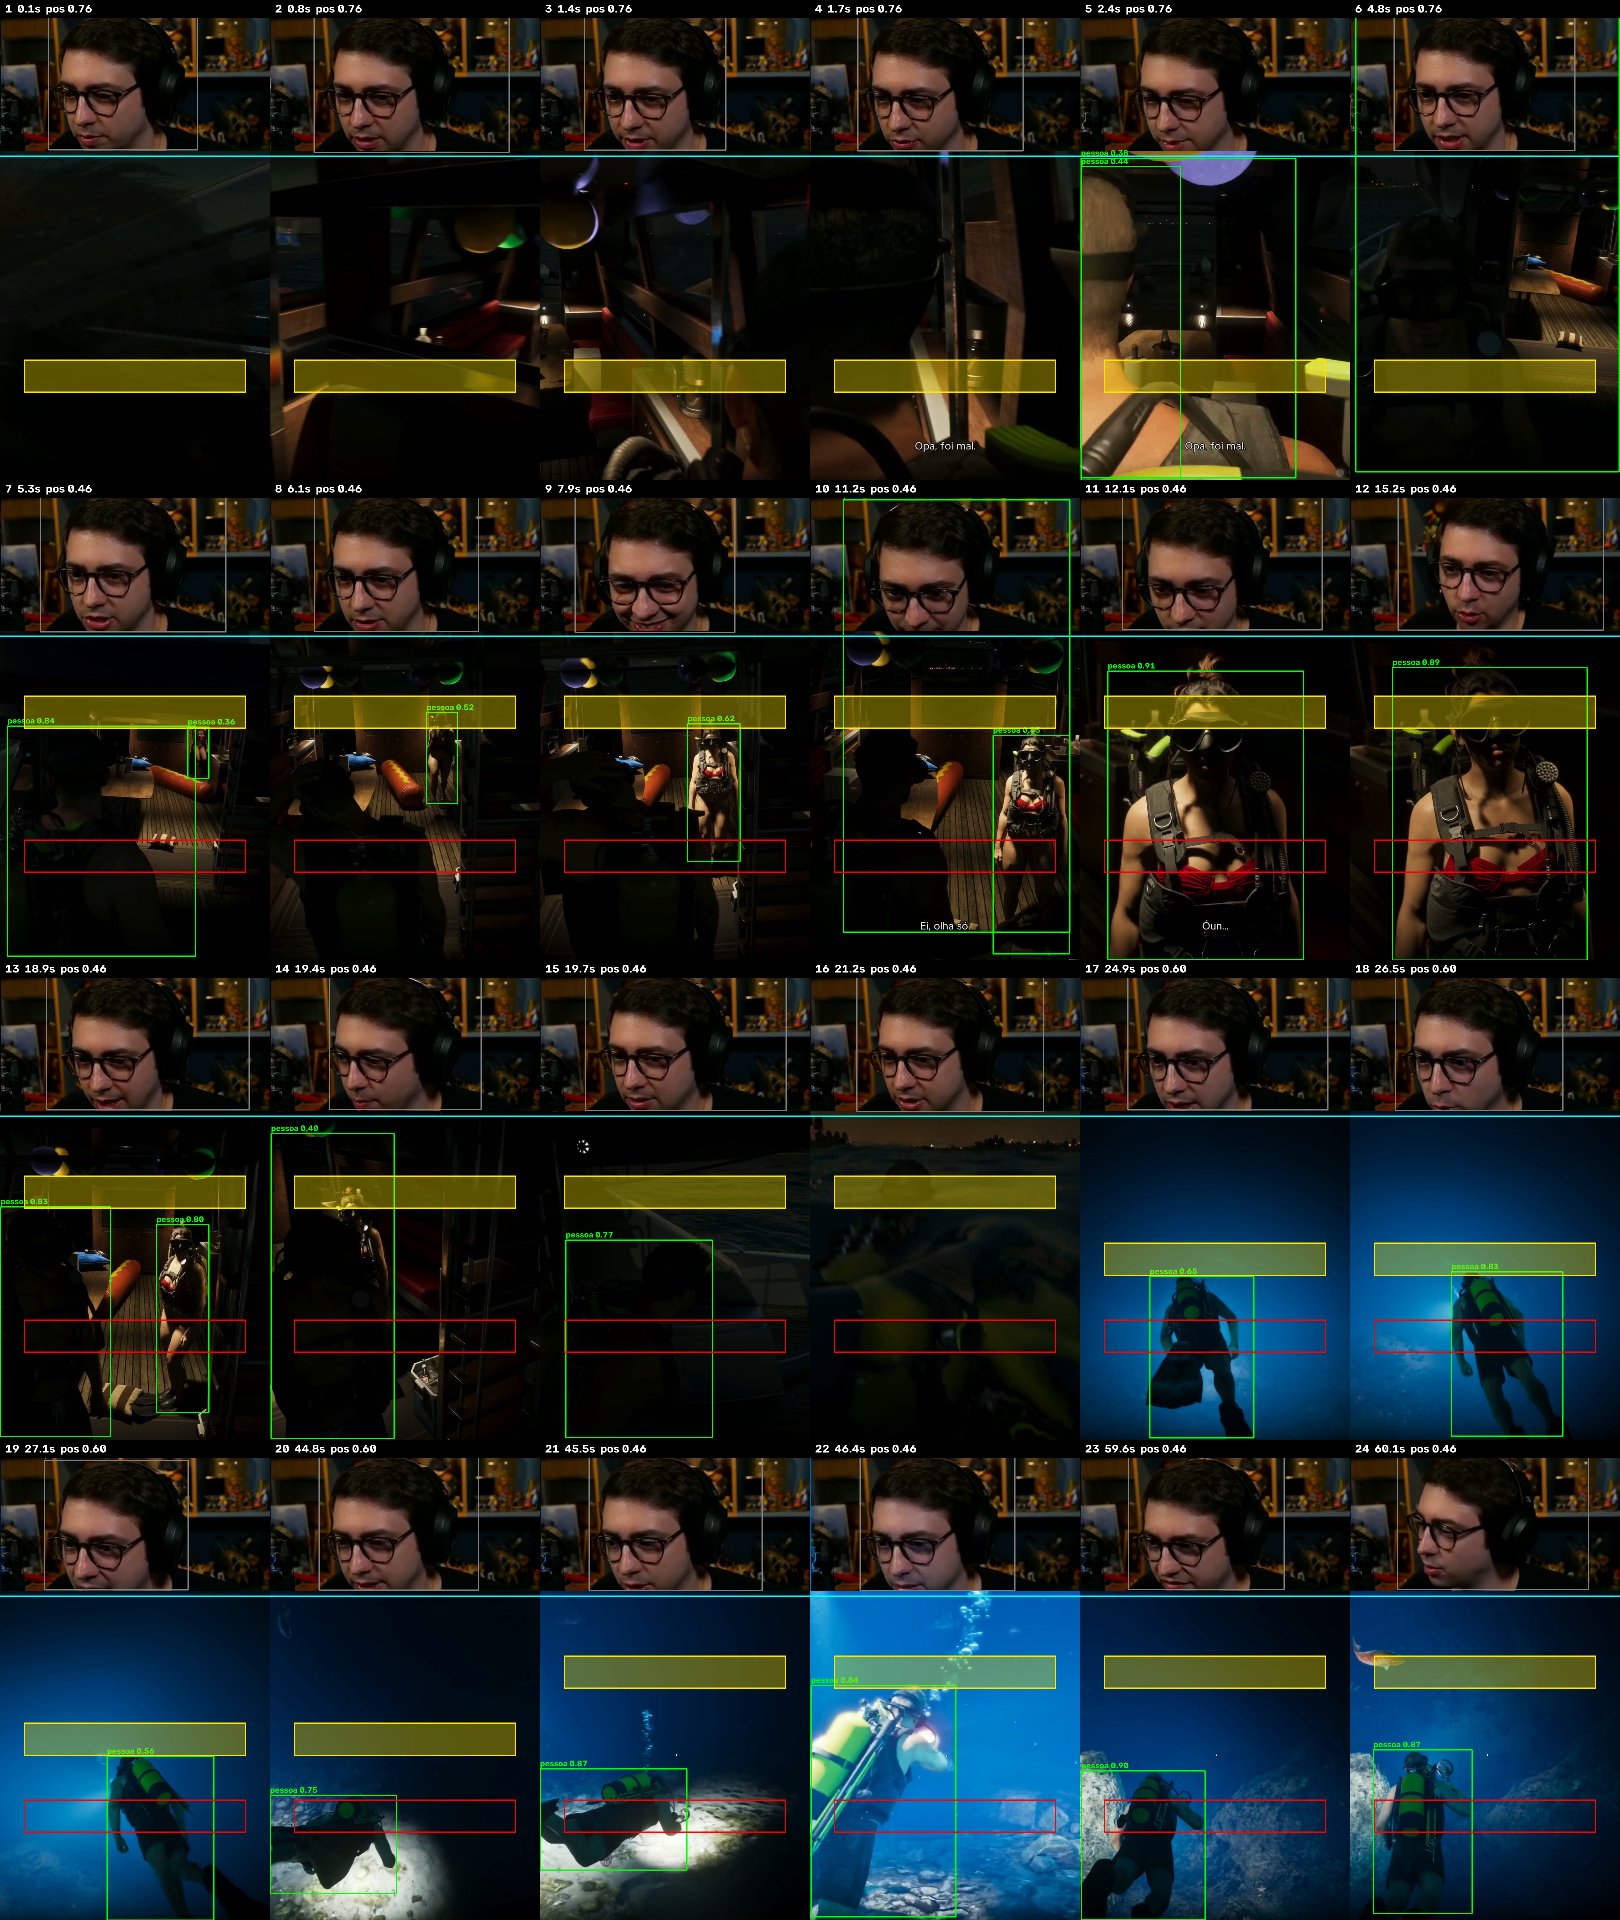 1 0.1s pos 0.76
2 0.8s pos 0.76
3 1.4s pos 0.76
4 1.7s pos 0.76
5 2.4s pos 0.76
6 4.8s pos 0.76
pessoa 0.38
pessoa 0.44
Opa, foi mal.
Opa, foi mal.
7 5.3s pos 0.46
8 6.1s pos 0.46
9 7.9s pos 0.46
10 11.2s pos 0.46
11 12.1s pos 0.46
12 15.2s pos 0.46
pessoa 0.84
pessoa 0.36
pessoa 0.52
pessoa 0.62
pessoa
pessoa 0.91
pessoa 0.89
Ei, olha só.
Óun...
13 18.9s pos 0.46
14 19.4s pos 0.46
15 19.7s pos 0.46
16 21.2s pos 0.46
17 24.9s pos 0.60
18 26.5s pos 0.60
pessoa 0.83
pessoa 0.80
pessoa 0.40
pessoa 0.77
pessoa 0.65
pessoa 0.83
19 27.1s pos 0.60
20 44.8s pos 0.60
21 45.5s pos 0.46
22 46.4s pos 0.46
23 59.6s pos 0.46
24 60.1s pos 0.46
pessoa 0.56
pessoa 0.75
pessoa 0.87
pessoa 0.84
pessoa 0.90
pessoa 0.87